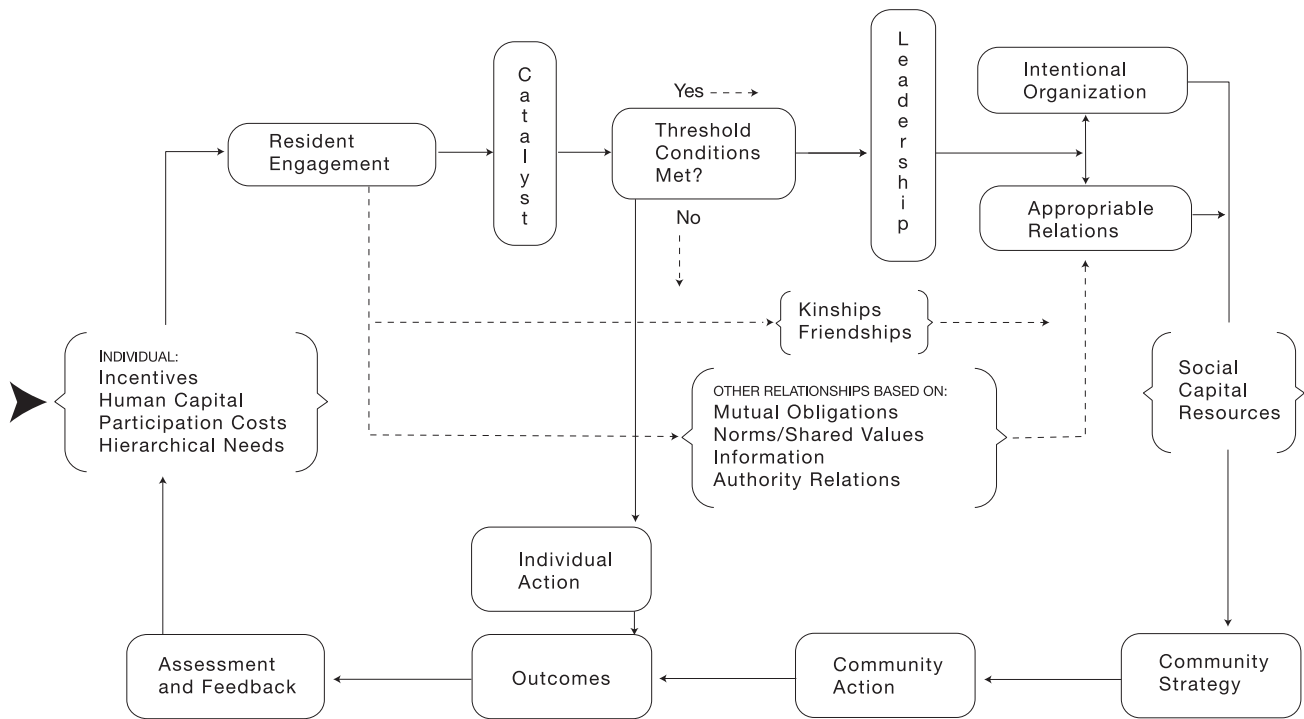 Catalyst
Leadership
Intentional
Organization
Yes
Resident
Engagement
Threshold
Conditions
Met?
Appropriable
Relations
No
Kinships
Friendships
INDIVIDUAL:
Incentives
Human Capital
Participation Costs
Hierarchical Needs
OTHER RELATIONSHIPS BASED ON:
Mutual Obligations
Norms/Shared Values
Information
Authority Relations
Social
Capital
Resources
Individual
Action
Assessment
and Feedback
Outcomes
Community
Action
Community
Strategy